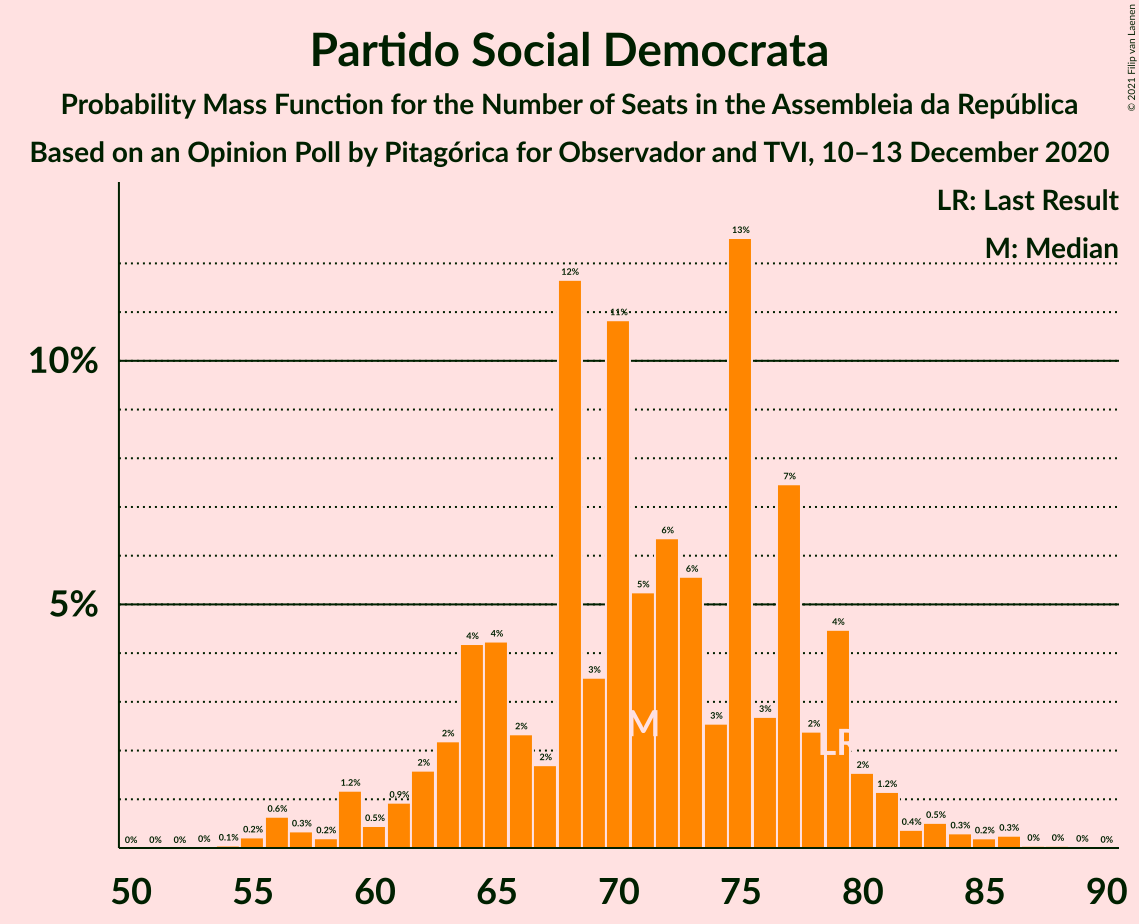 Partido Social Democrata
Probability Mass Function for the Number of Seats in the Assembleia da República
Based on an Opinion Poll by Pitagórica for Observador and TVI, 10–13 December 2020
© 2021 Filip van Laenen
LR: Last Result
M: Median
10%
5%
0% 0% 0% 0% 0.1% 0.2% 0.6% 0.3% 0.2% 1.2% 0.5% 0.9% 2% 2% 4% 4% 2% 2% 12% 3% 11% 5% 6% 6% 3% 13% 3% 7% 2% 4% 2% 1.2% 0.4% 0.5% 0.3% 0.2% 0.3% 0% 0% 0% 0%
M
LR
50 55 60 65 70 75 80 85 90